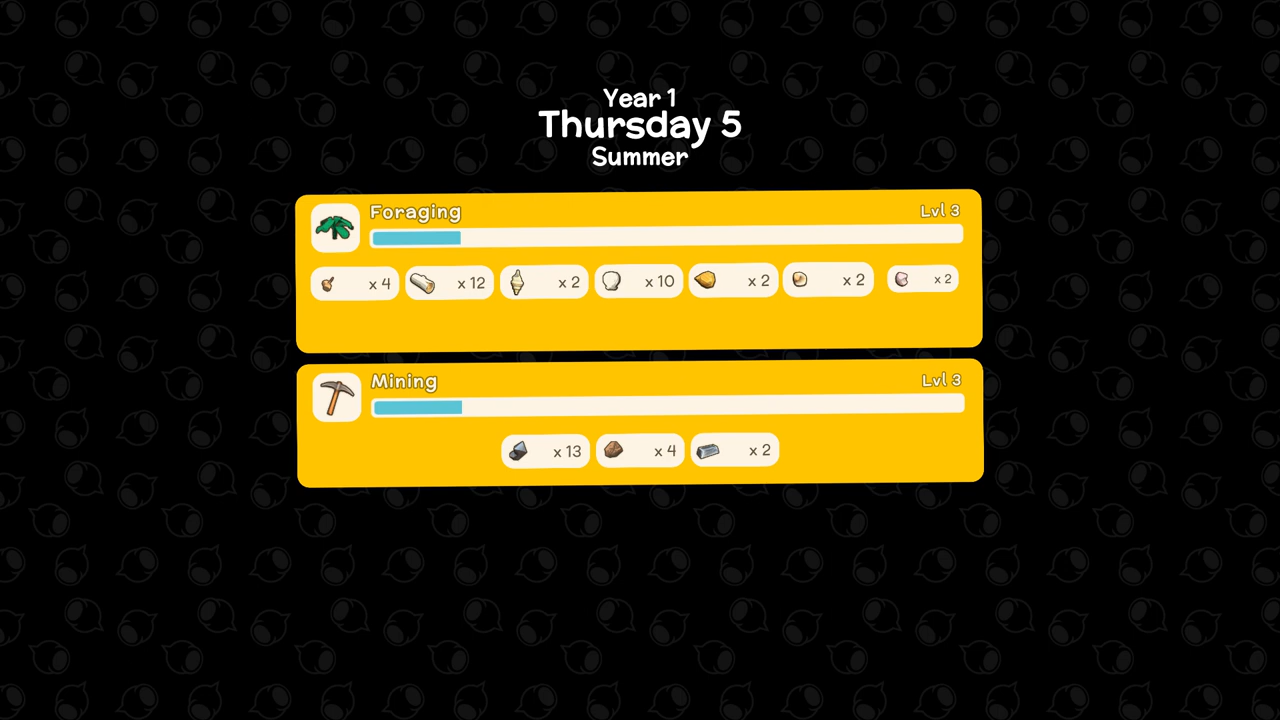 Year 1
Thursday 5
Summer
Foraging
Lvl 3
x 4
x 12
x 2
x 10
x 2
x 2
x 2
Mining
Lvl 3
x 13
x 4
x 2